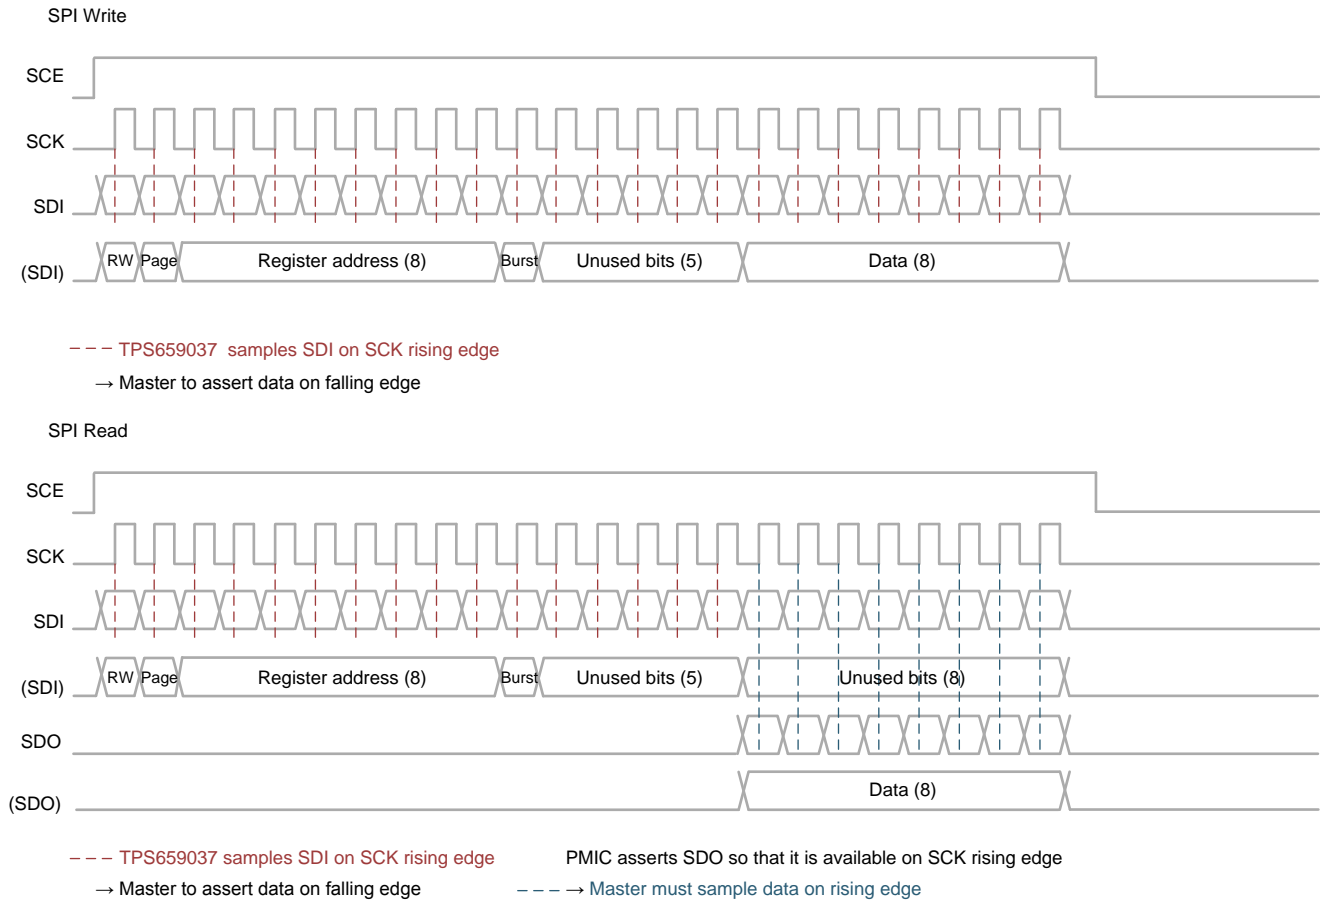 SPI Write
SCE
SCK
SDI
(SDI) RW Page Register address (8) Burst Unused bits (5) Data (8)
– – – TPS659037 samples SDI on SCK rising edge
→ Master to assert data on falling edge
SPI Read
SCE
SCK
SDI
(SDI) RW Page Register address (8) Burst Unused bits (5) Unused bits (8)
SDO
(SDO) Data (8)
– – – TPS659037 samples SDI on SCK rising edge PMIC asserts SDO so that it is available on SCK rising edge
→ Master to assert data on falling edge – – – → Master must sample data on rising edge